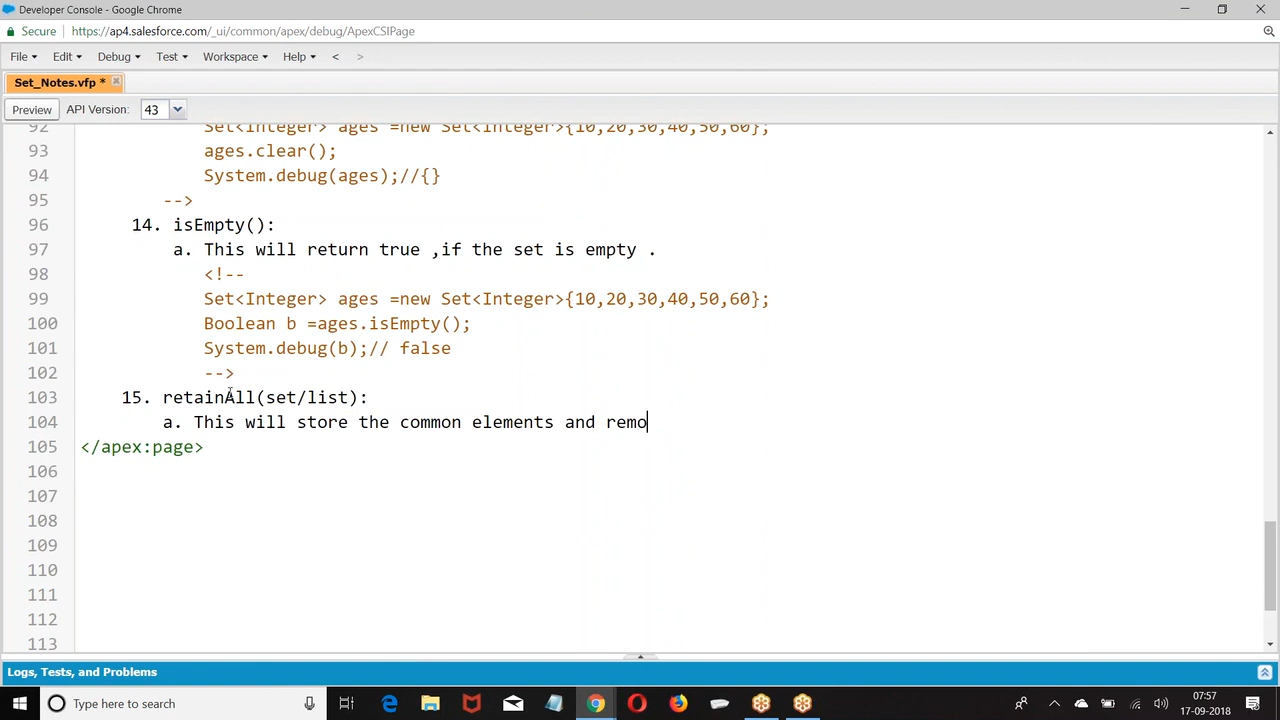 Developer Console - Google Chrome
Secure https://ap4.salesforce.com/_ui/common/apex/debug/ApexCSIPage
File Edit Debug Test Workspace Help < >
Set_Notes.vfp *
Preview API Version: 43
92 Set<Integer> ages =new Set<Integer>{10,20,30,40,50,60};
93 ages.clear();
94 System.debug(ages);//{}
95 -->
96 14. isEmpty():
97 a. This will return true ,if the set is empty .
98 <!--
99 Set<Integer> ages =new Set<Integer>{10,20,30,40,50,60};
100 Boolean b =ages.isEmpty();
101 System.debug(b);// false
102 -->
103 15. retainAll(set/list):
104 a. This will store the common elements and remo
105 </apex:page>
106
107
108
109
110
111
112
113
Logs, Tests, and Problems
Type here to search
07:57
17-09-2018